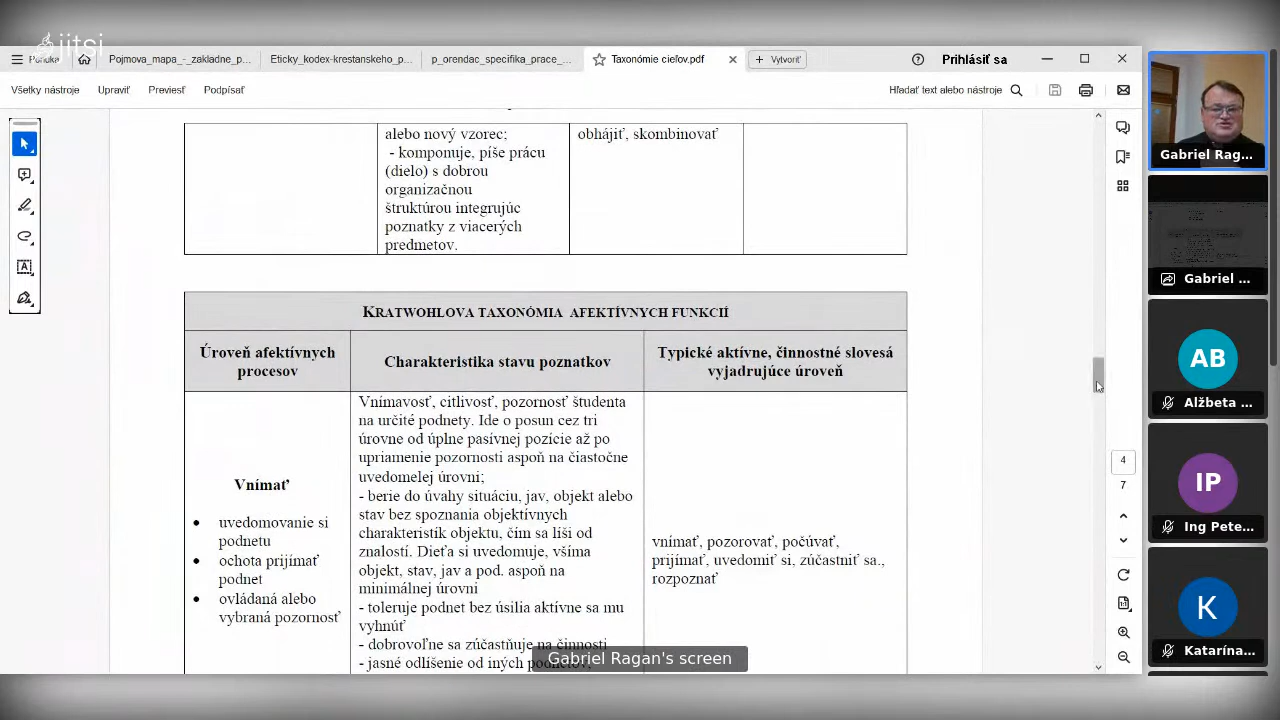 jitsi
Ponuka
Pojmova_mapa_-_zakladne_p...
Eticky_kodex-krestanskeho_p...
p_orendac_specifika_prace_...
Taxonómie cieľov.pdf
Vytvoriť
Prihlásiť sa
Všetky nástroje
Upraviť
Previesť
Podpísať
Hľadať text alebo nástroje
alebo nový vzorec;
- komponuje, píše prácu
(dielo) s dobrou
organizačnou
štruktúrou integrujúc
poznatky z viacerých
predmetov.
obhájiť, skombinovať
KRATWOHLOVA TAXONÓMIA AFEKTÍVNYCH FUNKCIÍ
Úroveň afektívnych
procesov
Charakteristika stavu poznatkov
Typické aktívne, činnostné slovesá
vyjadrujúce úroveň
Vnímať
• uvedomovanie si
podnetu
• ochota prijímať
podnet
• ovládaná alebo
vybraná pozornosť
Vnímavosť, citlivosť, pozornosť študenta
na určité podnety. Ide o posun cez tri
úrovne od úplne pasívnej pozície až po
upriamenie pozornosti aspoň na čiastočne
uvedomelej úrovni;
- berie do úvahy situáciu, jav, objekt alebo
stav bez spoznania objektívnych
charakteristík objektu, čím sa líši od
znalostí. Dieťa si uvedomuje, všíma
objekt, stav, jav a pod. aspoň na
minimálnej úrovni
- toleruje podnet bez úsilia aktívne sa mu
vyhnúť
- dobrovoľne sa zúčastňuje na činnosti
- jasné odlíšenie od iných podnetov,
vnímať, pozorovať, počúvať,
prijímať, uvedomiť si, zúčastniť sa.,
rozpoznať
4
7
Gabriel Ragan's screen
Gabriel Rag...
Gabriel ...
AB
Alžbeta ...
IP
Ing Pete...
K
Katarína...